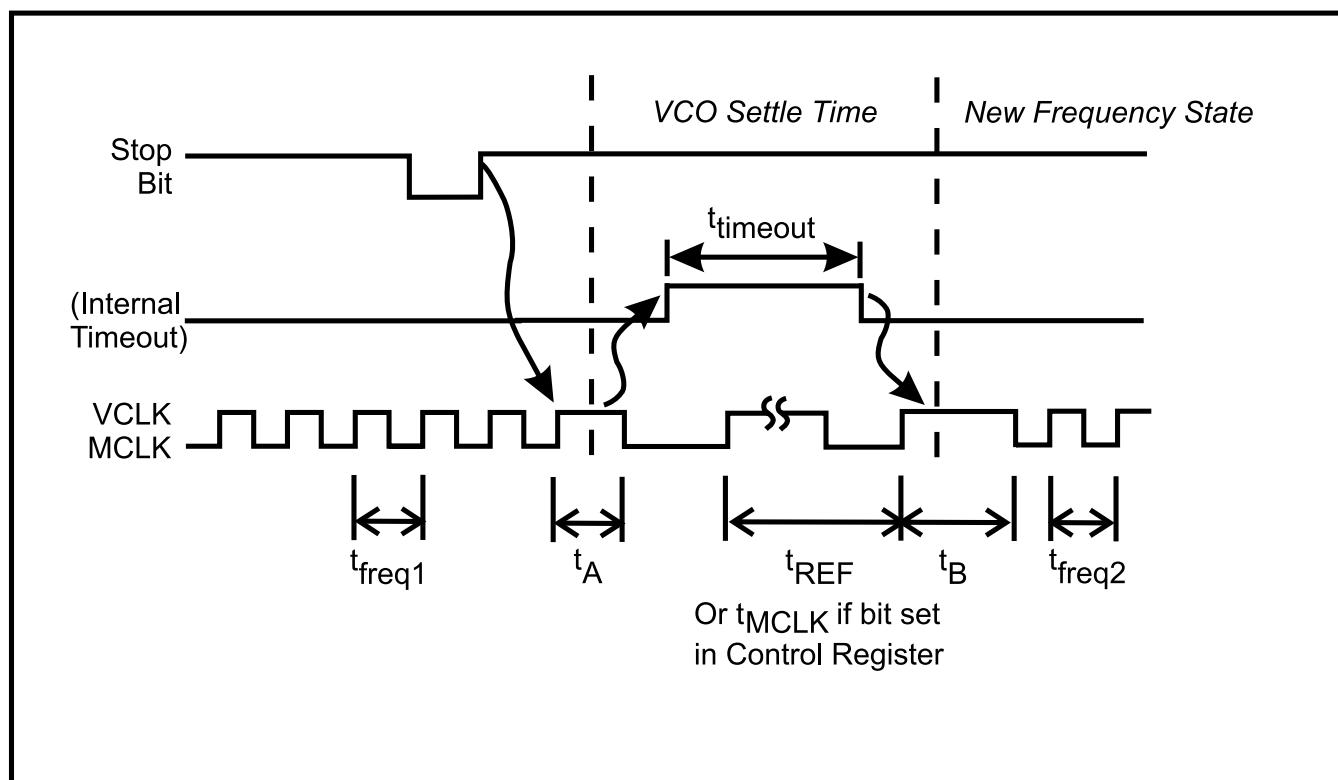 VCO Settle Time
New Frequency State
Stop
Bit
ttimeout
(Internal
Timeout)
VCLK
MCLK
tfreq1
tA
tREF
tB
tfreq2
Or tMCLK if bit set
in Control Register